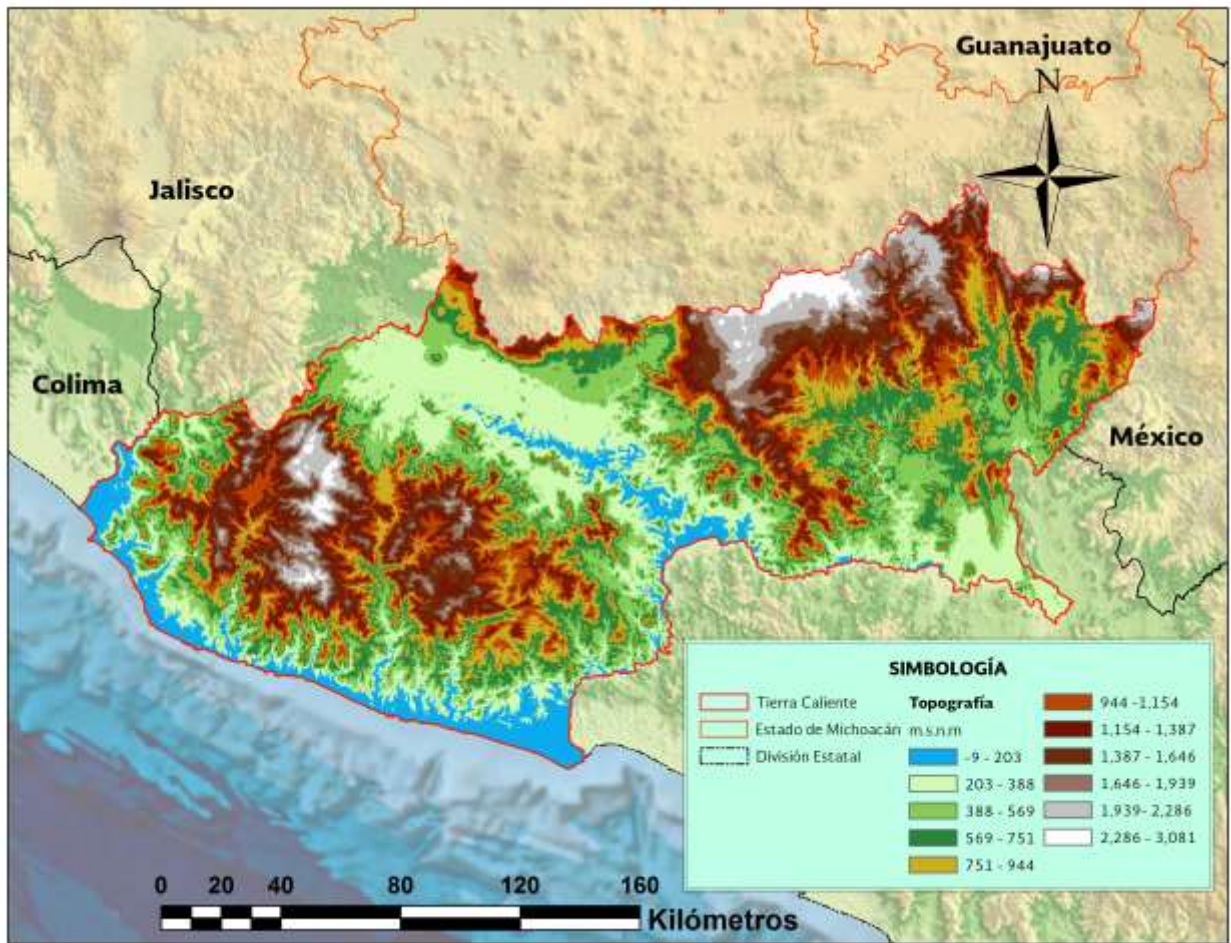 Guanajuato
N
Jalisco
Colima
México
SIMBOLOGÍA
Tierra Caliente
Estado de Michoacán
División Estatal
Topografía
m.s.n.m
-9 - 203
203 - 388
388 - 569
569 - 751
751 - 944
944 -1,154
1,154 - 1,387
1,387 - 1,646
1,646 - 1,939
1,939- 2,286
2,286 - 3,081
0 20 40 80 120 160
Kilómetros